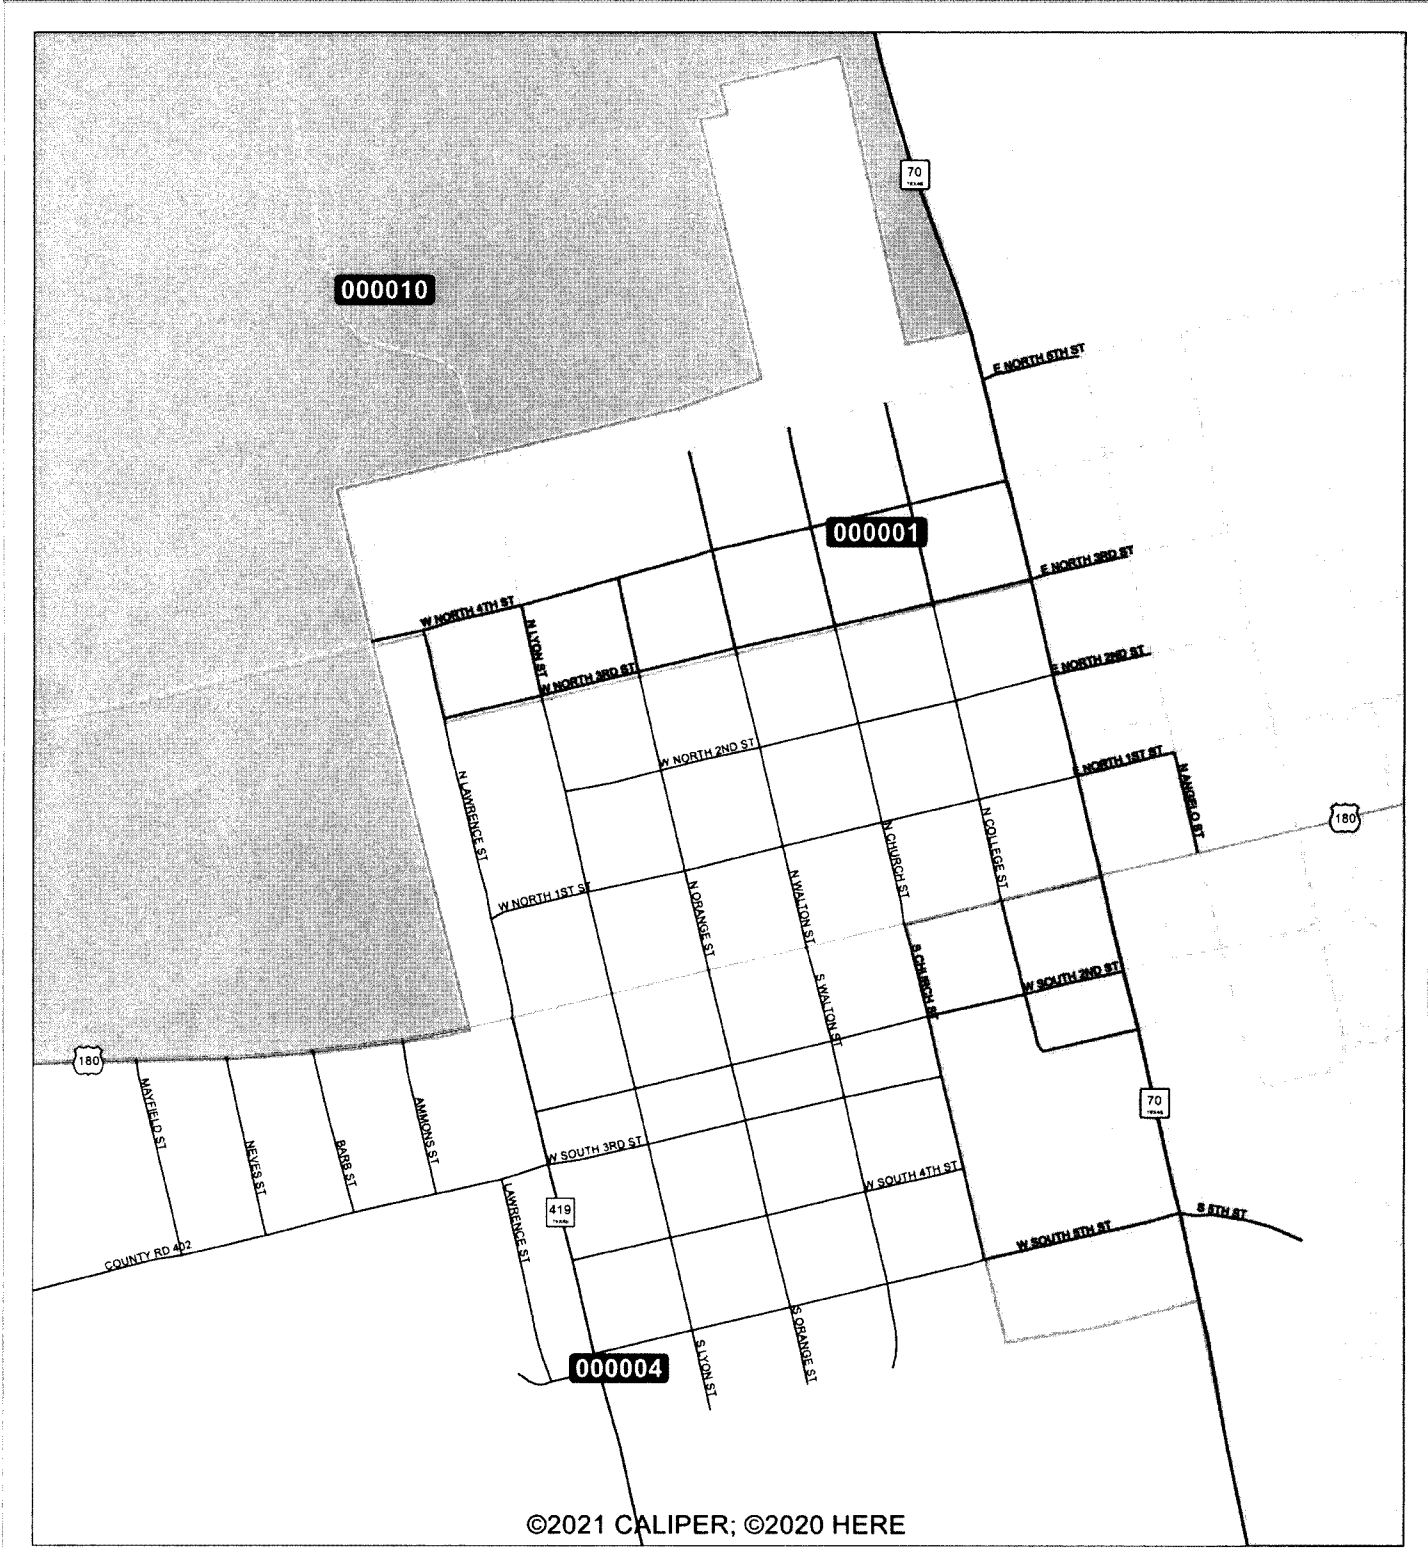 70
TEXAS
000010
E NORTH 5TH ST
000001
E NORTH 3RD ST
W NORTH 4TH ST
N LYON ST
W NORTH 3RD ST
E NORTH 2ND ST
W NORTH 2ND ST
E NORTH 1ST ST
N ANGELO ST
N LAWRENCE ST
180
N COLLEGE ST
N CHURCH ST
W NORTH 1ST ST
N ORANGE ST
N WALTON ST
S CHURCH ST
W SOUTH 2ND ST
S WALTON ST
180
MAYFIELD ST
NEVES ST
BARB ST
AMMONS ST
70
TEXAS
W SOUTH 3RD ST
W SOUTH 4TH ST
LAWRENCE ST
419
TEXAS
S 5TH ST
W SOUTH 5TH ST
COUNTY RD 402
S ORANGE ST
S LYON ST
000004
©2021 CALIPER; ©2020 HERE